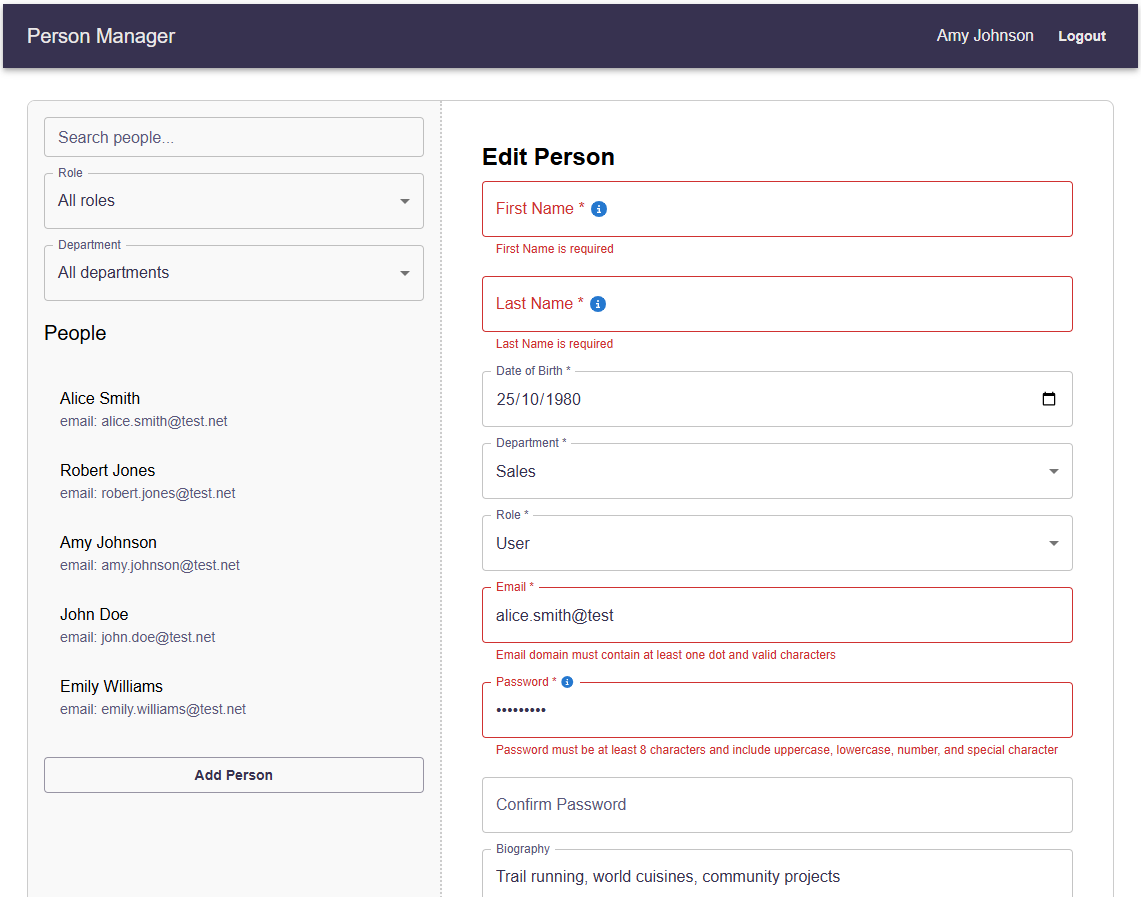 Person Manager
Amy Johnson
Logout
Search people...
Role
All roles
Department
All departments
People
Alice Smith
email: alice.smith@test.net
Robert Jones
email: robert.jones@test.net
Amy Johnson
email: amy.johnson@test.net
John Doe
email: john.doe@test.net
Emily Williams
email: emily.williams@test.net
Add Person
Edit Person
First Name *
First Name is required
Last Name *
Last Name is required
Date of Birth *
25/10/1980
Department *
Sales
Role *
User
Email *
alice.smith@test
Email domain must contain at least one dot and valid characters
Password *
•••••••••
Password must be at least 8 characters and include uppercase, lowercase, number, and special character
Confirm Password
Biography
Trail running, world cuisines, community projects